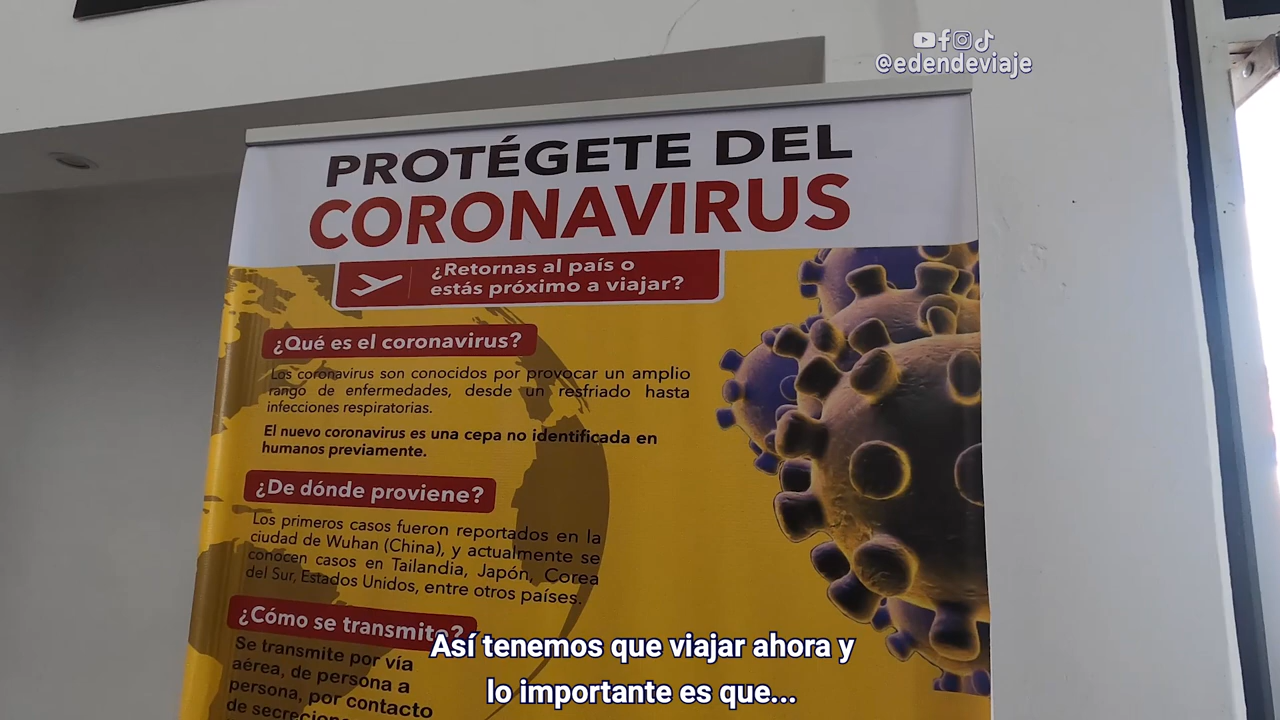 @edendeviaje
PROTÉGETE DEL
CORONAVIRUS
¿Retornas al país o
estás próximo a viajar?
¿Qué es el coronavirus?
Los coronavirus son conocidos por provocar un amplio
rango de enfermedades, desde un resfriado hasta
infecciones respiratorias.
El nuevo coronavirus es una cepa no identificada en
humanos previamente.
¿De dónde proviene?
Los primeros casos fueron reportados en la
ciudad de Wuhan (China), y actualmente se
conocen casos en Tailandia, Japón, Corea
del Sur, Estados Unidos, entre otros países.
¿Cómo se transmite?
Se transmite por vía
aérea, de persona a
persona, por contacto
de
Así tenemos que viajar ahora y
lo importante es que...